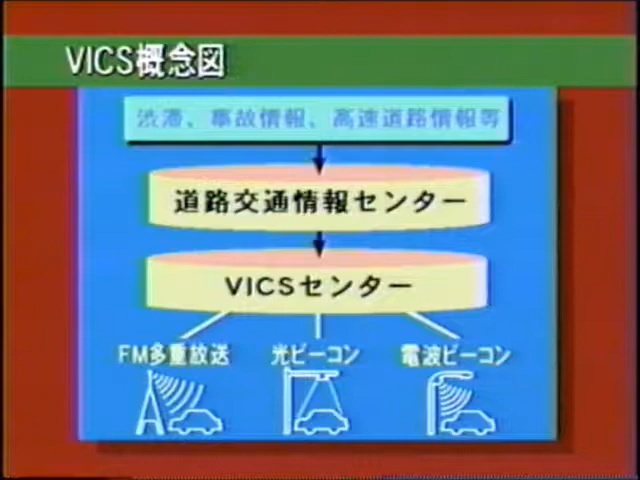 VICS概念図
渋滞、事故情報、高速道路情報等
道路交通情報センター
VICSセンター
FM多重放送 光ビーコン 電波ビーコン